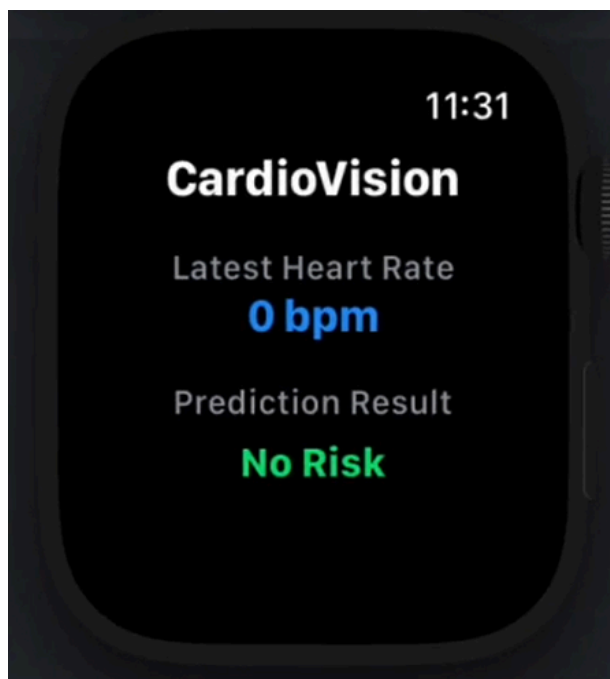 11:31
CardioVision
Latest Heart Rate
0 bpm
Prediction Result
No Risk